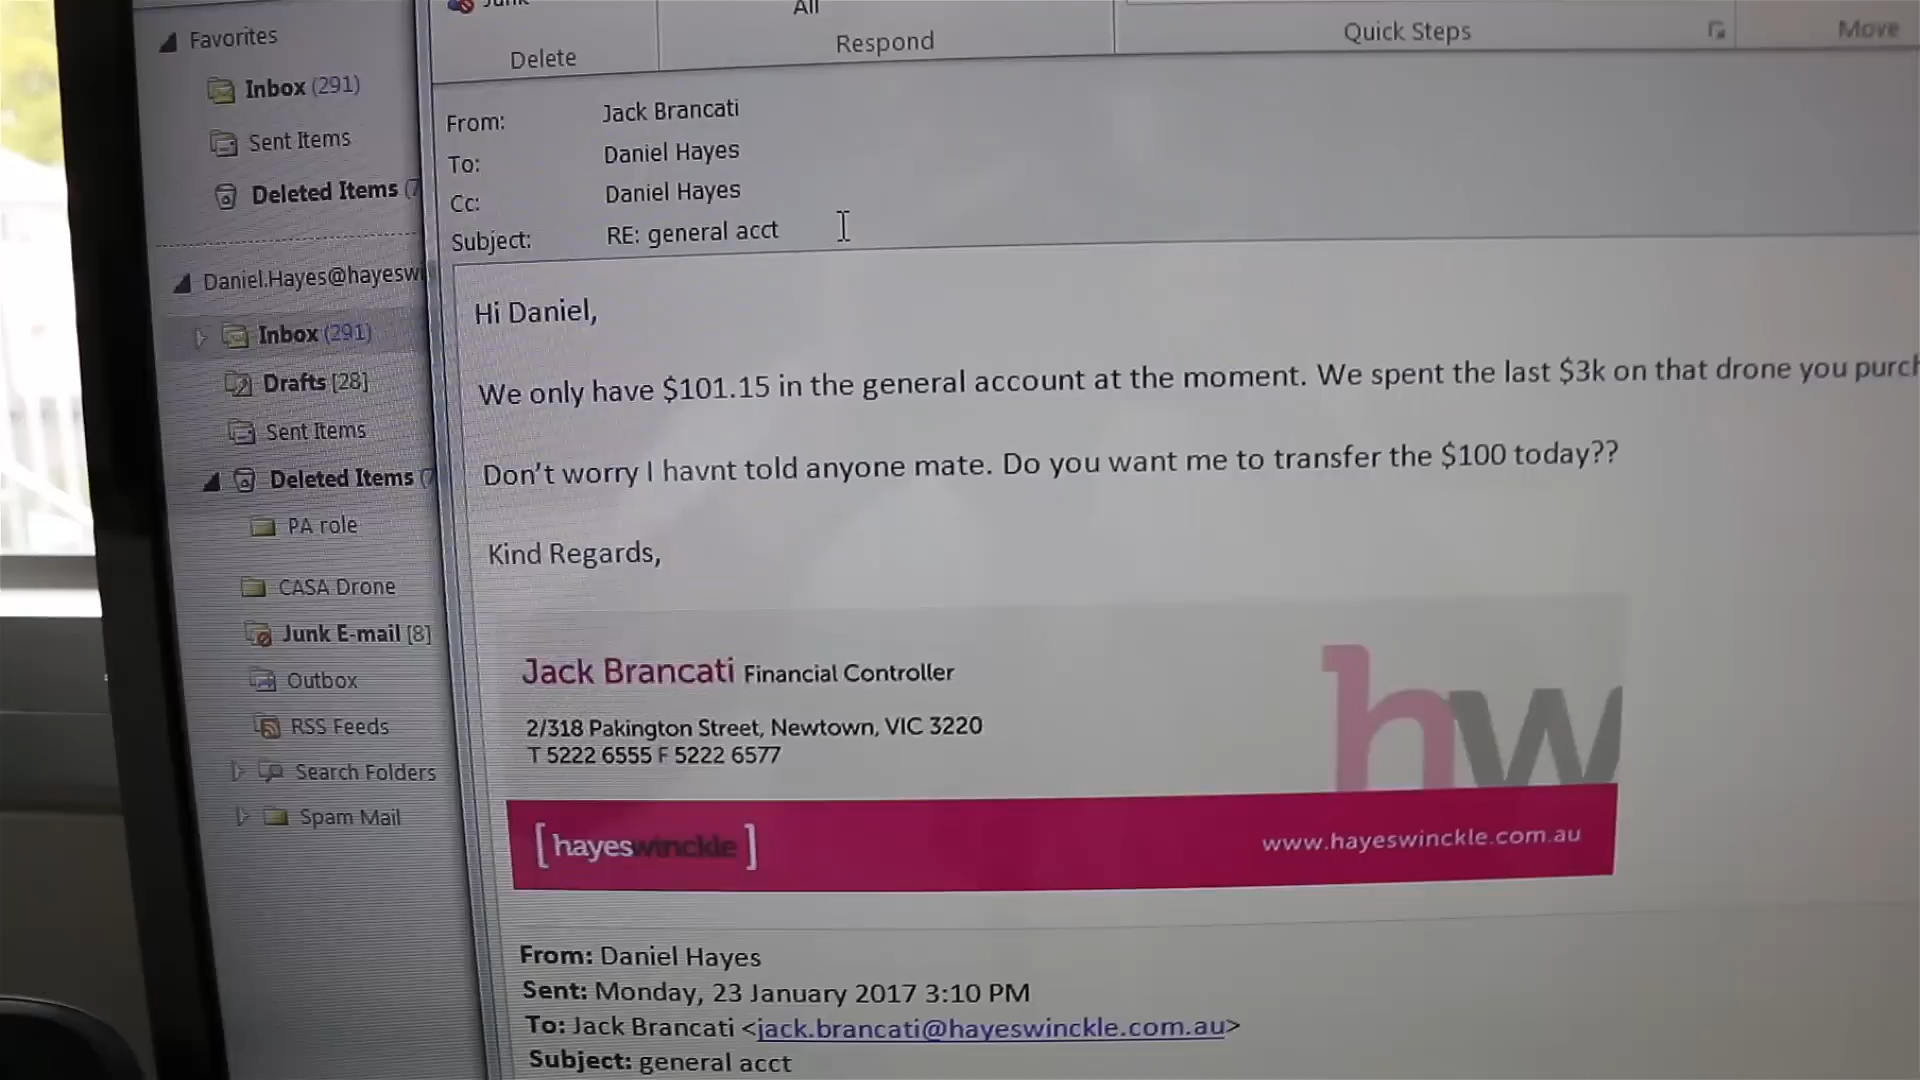 Favorites
Inbox (291)
Sent Items
Deleted Items (7
Daniel.Hayes@hayesw
Inbox (291)
Drafts [28]
Sent Items
Deleted Items
PA role
CASA Drone
Junk E-mail [8]
Outbox
RSS Feeds
Search Folders
Spam Mail
Junk
Delete
All
Respond
Quick Steps
Move
From: Jack Brancati
To: Daniel Hayes
Cc: Daniel Hayes
Subject: RE: general acct
Hi Daniel,
We only have $101.15 in the general account at the moment. We spent the last $3k on that drone you purch
Don't worry I havnt told anyone mate. Do you want me to transfer the $100 today??
Kind Regards,
Jack Brancati Financial Controller
2/318 Pakington Street, Newtown, VIC 3220
T 5222 6555 F 5222 6577
hw
[hayeswinckle]
www.hayeswinckle.com.au
From: Daniel Hayes
Sent: Monday, 23 January 2017 3:10 PM
To: Jack Brancati <jack.brancati@hayeswinckle.com.au>
Subject: general acct